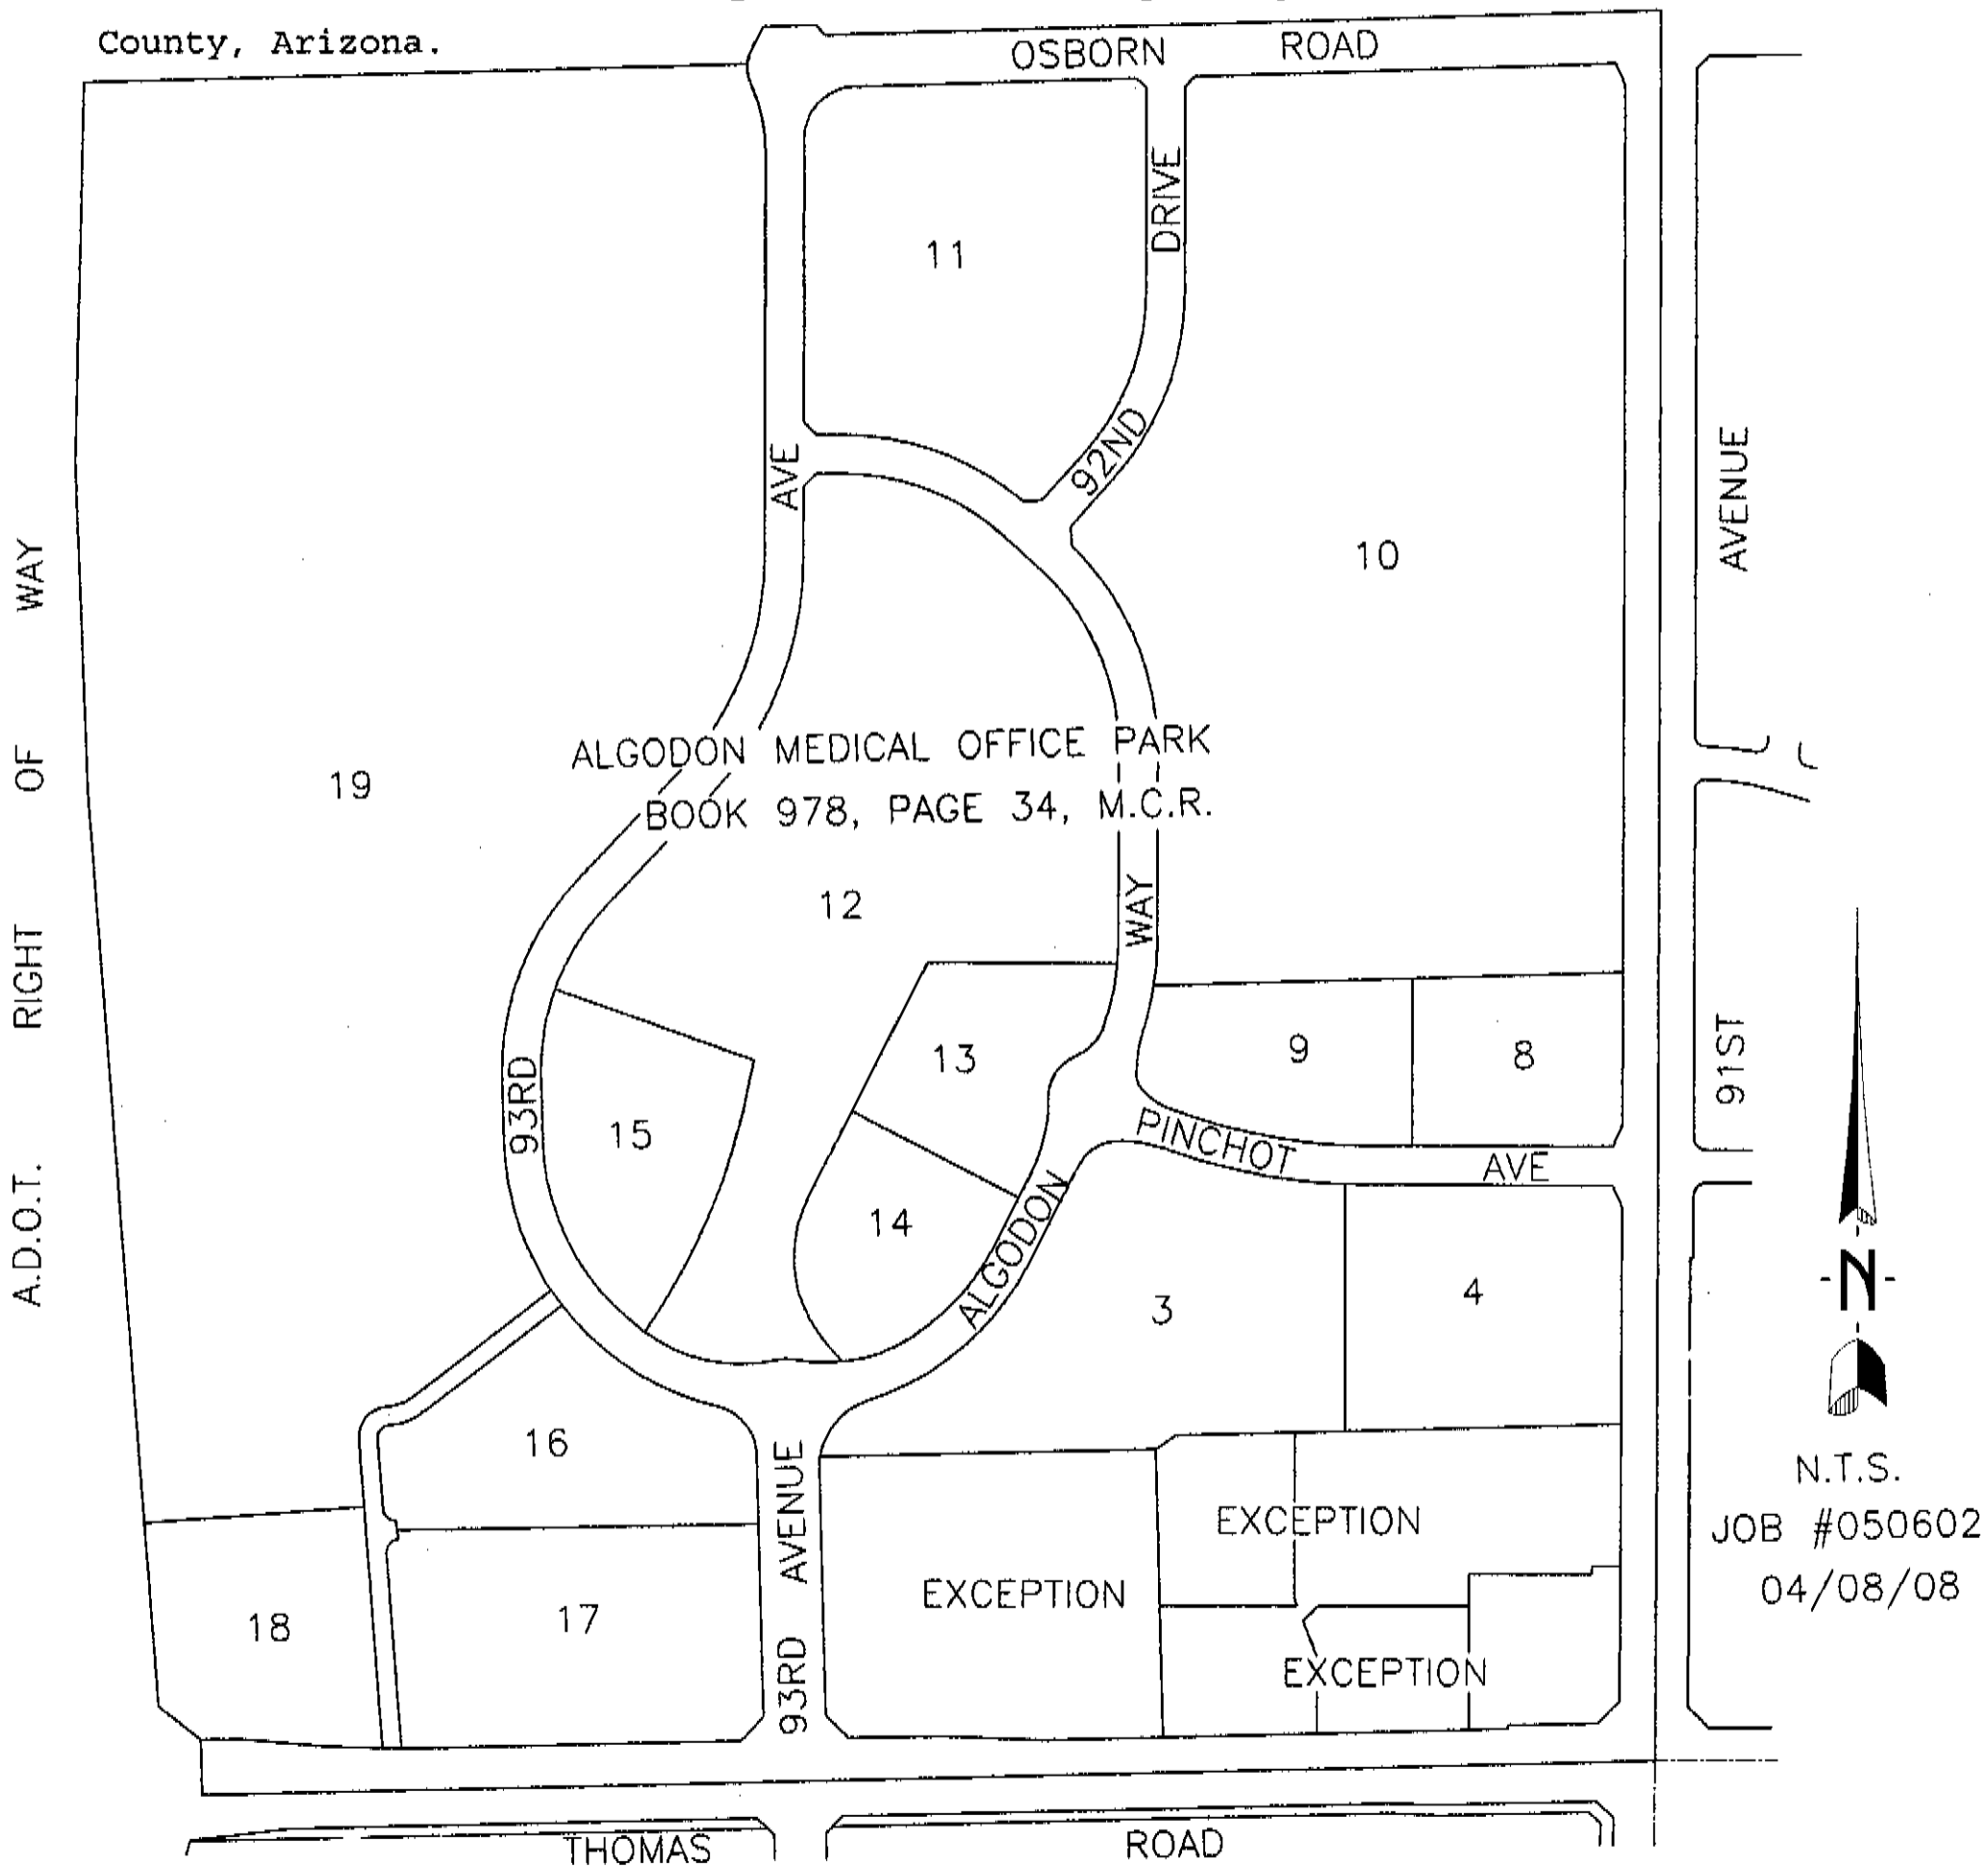 County, Arizona.
OSBORN ROAD
DRIVE
11
92ND
AVE
AVENUE
10
A.D.O.T. RIGHT OF WAY
ALGODON MEDICAL OFFICE PARK
19
BOOK 978, PAGE 34, M.C.R.
12
WAY
13
9
8
91ST
93RD
15
PINCHOT AVE
14
ALGODON
3
4
-N-
16
93RD AVENUE
N.T.S.
EXCEPTION
JOB #050602
EXCEPTION
04/08/08
18
17
EXCEPTION
THOMAS ROAD